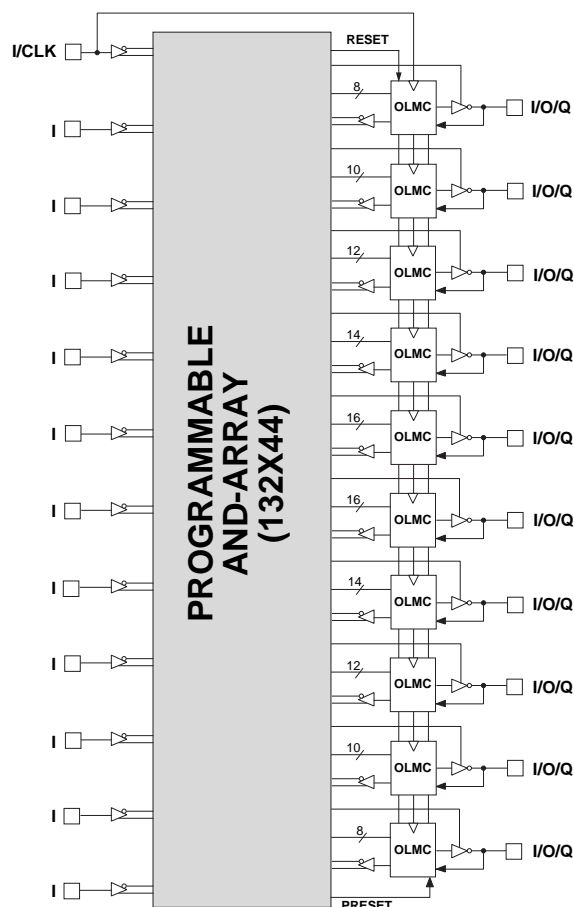 RESET
I/CLK
8
OLMC
I/O/Q
I
10
OLMC
I/O/Q
I
12
OLMC
I/O/Q
I
14
OLMC
I/O/Q
I
16
OLMC
I/O/Q
I
16
OLMC
I/O/Q
I
14
OLMC
I/O/Q
I
12
OLMC
I/O/Q
I
10
OLMC
I/O/Q
I
8
OLMC
I/O/Q
I
I
PRESET
PROGRAMMABLE
AND-ARRAY
(132X44)